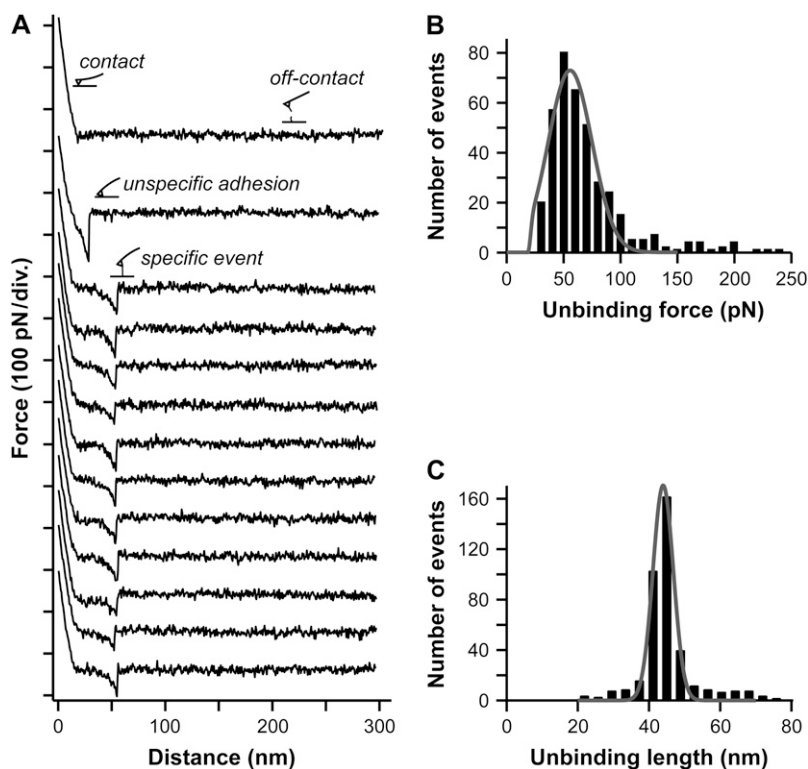 A
contact
off-contact
unspecific adhesion
specific event
Force (100 pN/div.)
0 100 200 300
Distance (nm)
B
Number of events
80
60
40
20
0
0 50 100 150 200 250
Unbinding force (pN)
C
Number of events
160
120
80
40
0
0 20 40 60 80
Unbinding length (nm)